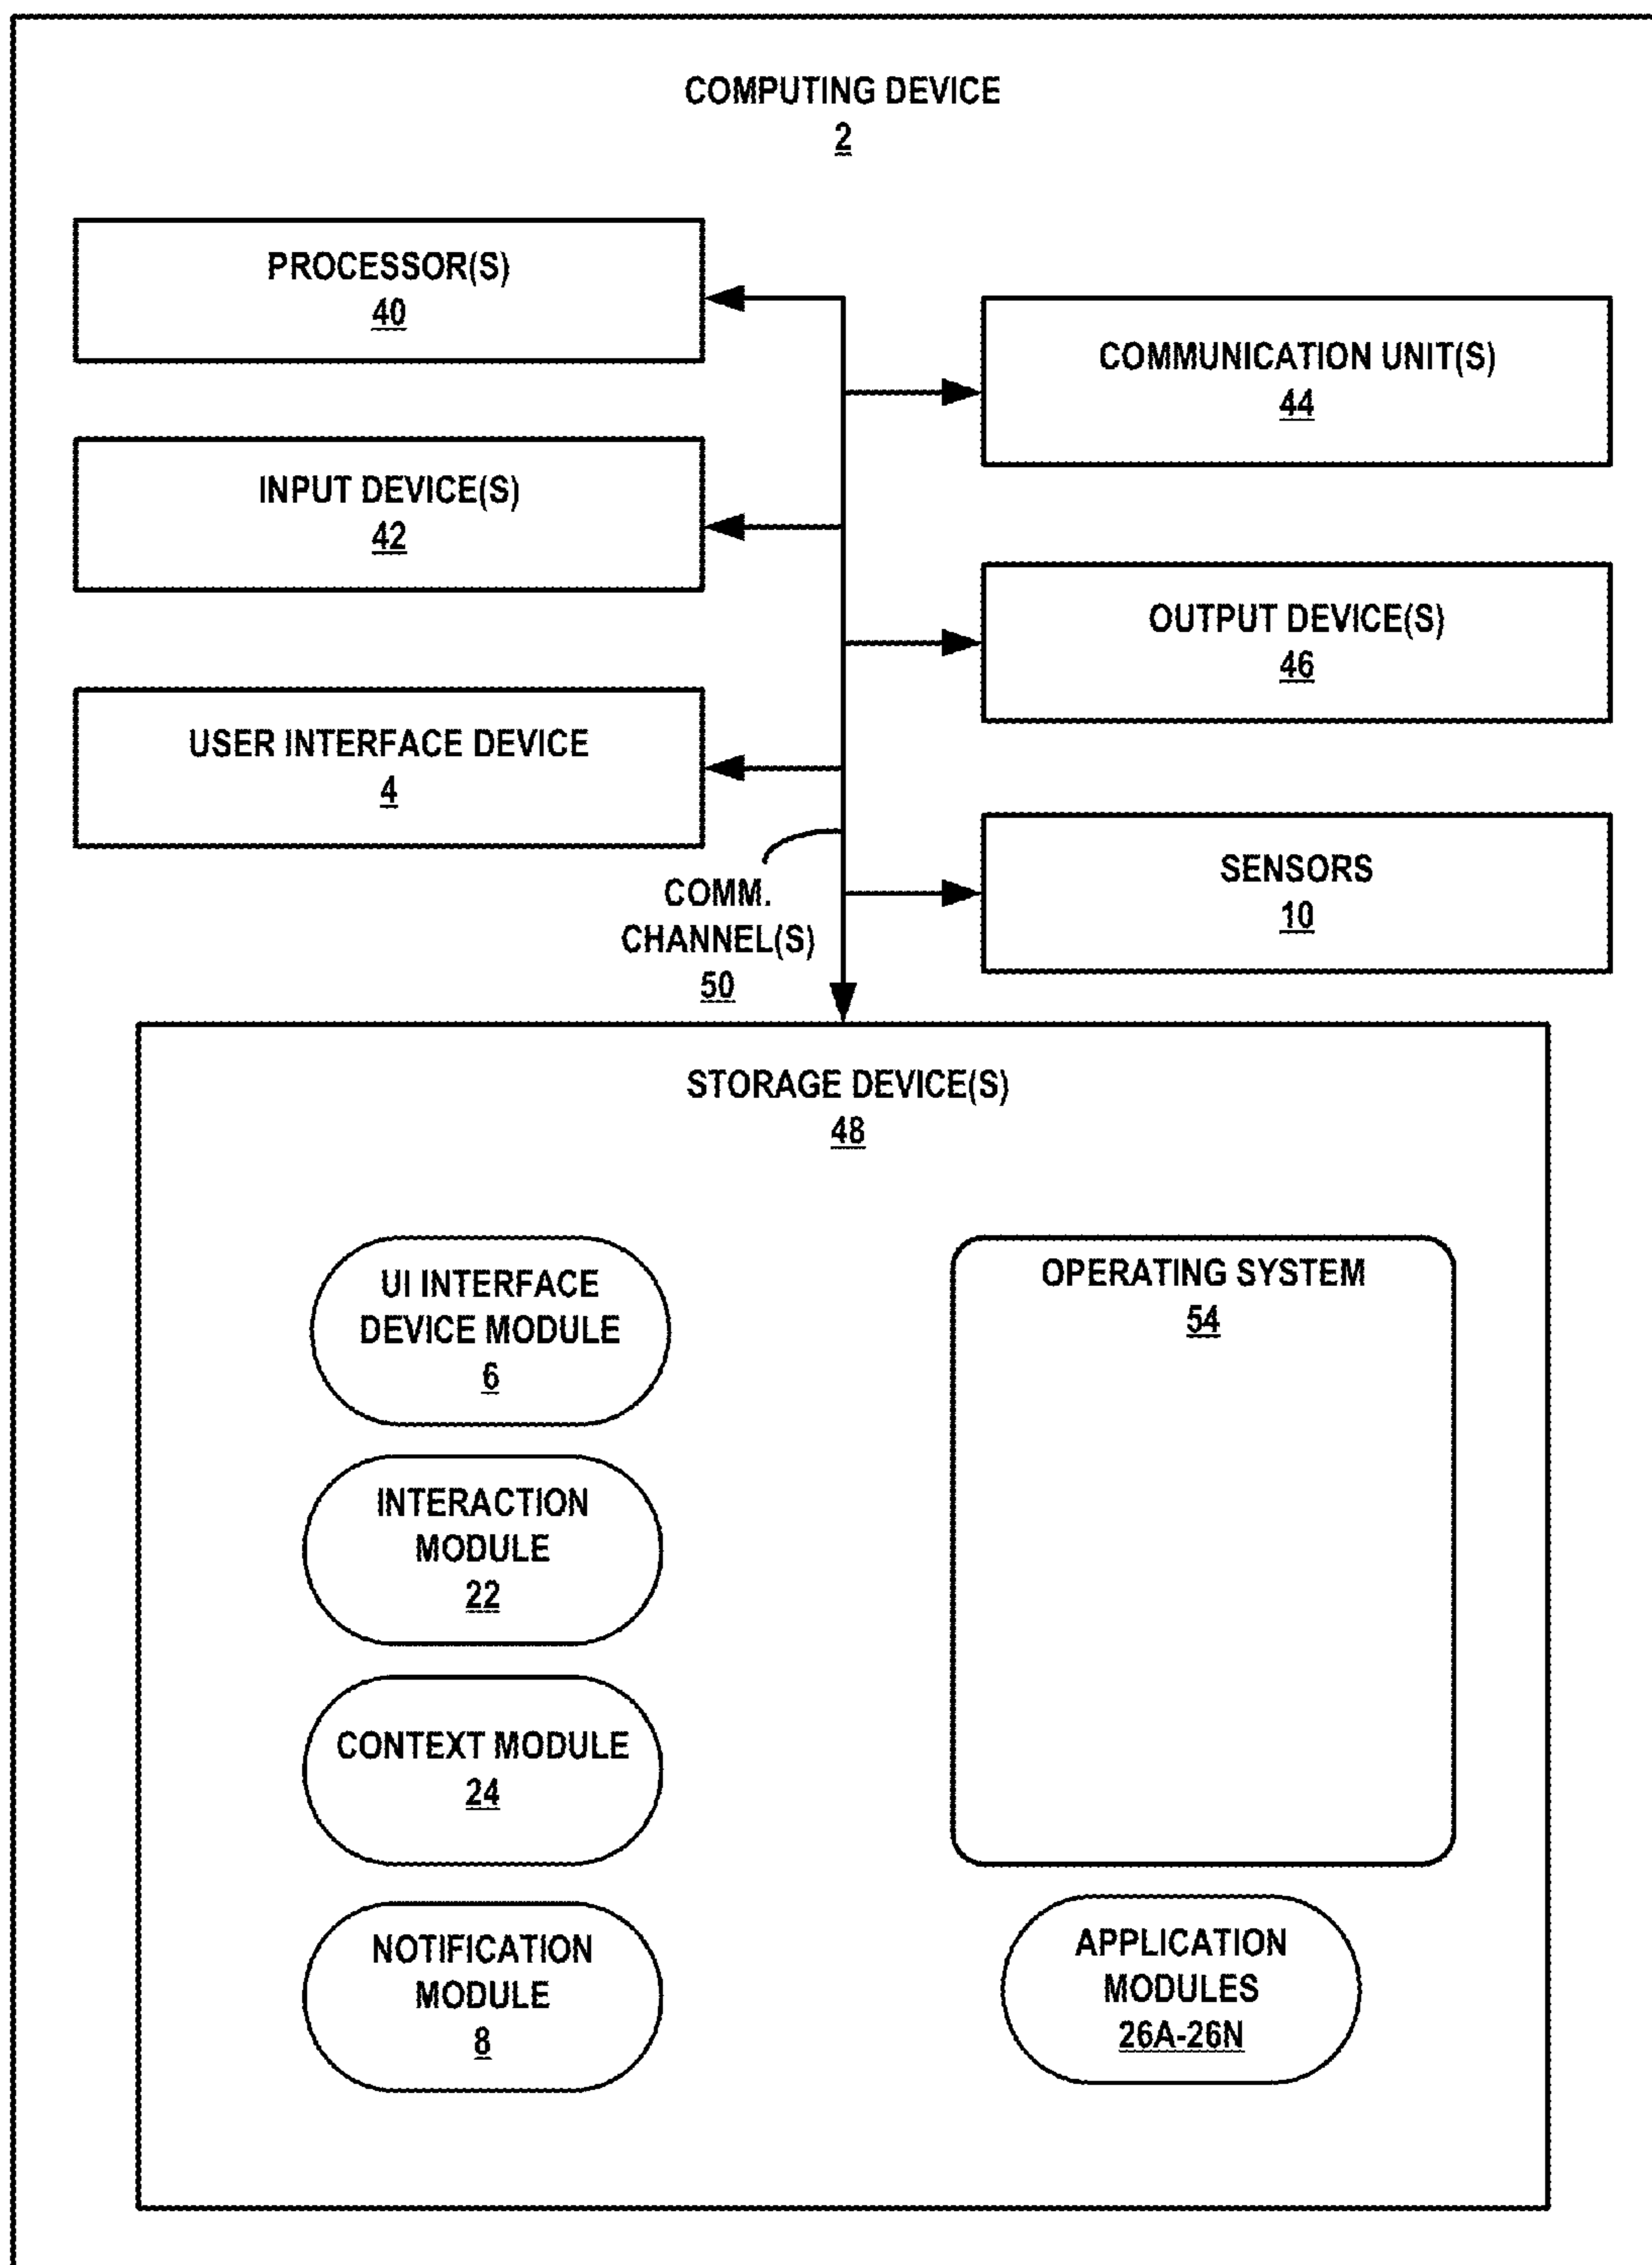 COMPUTING DEVICE
2
PROCESSOR(S)
40
COMMUNICATION UNIT(S)
44
INPUT DEVICE(S)
42
OUTPUT DEVICE(S)
46
USER INTERFACE DEVICE
4
SENSORS
10
COMM.
CHANNEL(S)
50
STORAGE DEVICE(S)
48
UI INTERFACE
DEVICE MODULE
6
OPERATING SYSTEM
54
INTERACTION
MODULE
22
CONTEXT MODULE
24
NOTIFICATION
MODULE
8
APPLICATION
MODULES
26A-26N